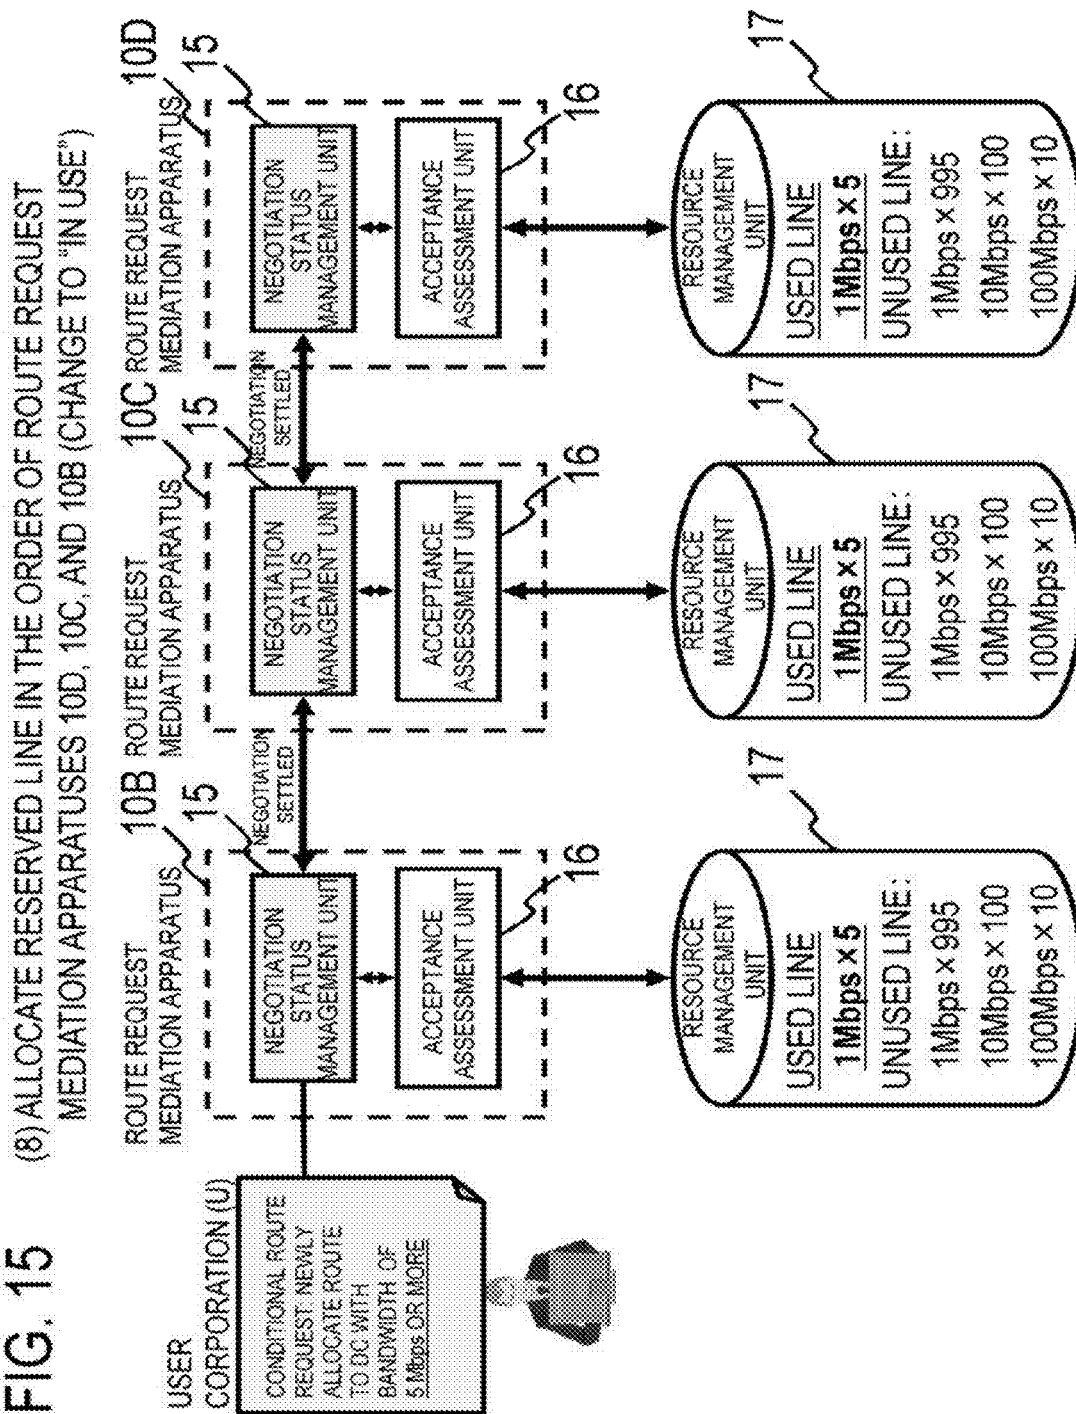 FIG. 15
(8) ALLOCATE RESERVED LINE IN THE ORDER OF ROUTE REQUEST
MEDIATION APPARATUSES 10D, 10C, AND 10B (CHANGE TO "IN USE")
USER
CORPORATION (U)
CONDITIONAL ROUTE
REQUEST: NEWLY
ALLOCATE ROUTE
TO DC WITH
BANDWIDTH OF
5 Mbps OR MORE
ROUTE REQUEST
MEDIATION APPARATUS
10B
15
NEGOTIATION
STATUS
MANAGEMENT UNIT
ACCEPTANCE
ASSESSMENT UNIT
16
NEGOTIATION
SETTLED
RESOURCE
MANAGEMENT
UNIT
17
USED LINE
1Mbps × 5
UNUSED LINE:
1Mbps × 995
10Mbps × 100
100Mbps × 10
ROUTE REQUEST
MEDIATION APPARATUS
10C
15
NEGOTIATION
STATUS
MANAGEMENT UNIT
ACCEPTANCE
ASSESSMENT UNIT
16
NEGOTIATION
SETTLED
RESOURCE
MANAGEMENT
UNIT
17
USED LINE
1Mbps × 5
UNUSED LINE:
1Mbps × 995
10Mbps × 100
100Mbps × 10
ROUTE REQUEST
MEDIATION APPARATUS
10D
15
NEGOTIATION
STATUS
MANAGEMENT UNIT
ACCEPTANCE
ASSESSMENT UNIT
16
RESOURCE
MANAGEMENT
UNIT
17
USED LINE
1Mbps × 5
UNUSED LINE:
1Mbps × 995
10Mbps × 100
100Mbps × 10